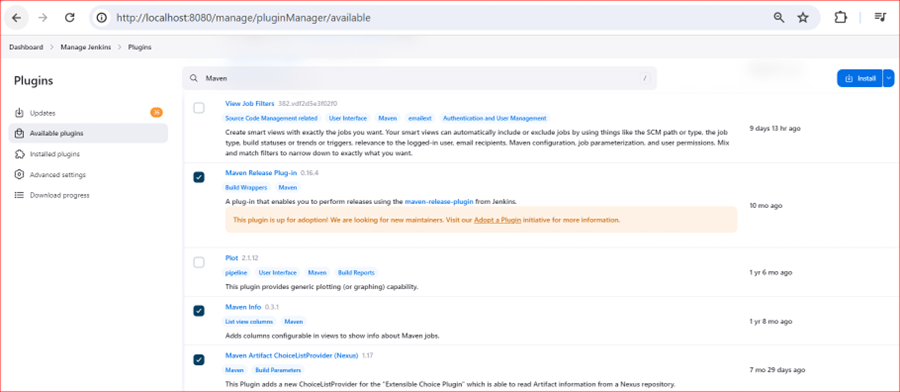 http://localhost:8080/manage/pluginManager/available
Dashboard > Manage Jenkins > Plugins
Plugins
Maven
/
Install
Updates
Available plugins
Installed plugins
Advanced settings
Download progress
View Job Filters
Source Code Management related User Interface Maven emailext Authentication and User Management
Create smart views with exactly the jobs you want. Your smart views can automatically include or exclude jobs by using things like the SCM path or type, the job
type, build statuses or trends or triggers, relevance to the logged-in user, email recipients, Maven configuration, job parameterization, and user permissions. Mix
and match filters to narrow down to exactly what you want.
9 days 13 hr ago
Maven Release Plug-in 0.16.4
Build Wrappers Maven
A plug-in that enables you to perform releases using the maven-release-plugin from Jenkins.
This plugin is up for adoption! We are looking for new maintainers. Visit our Adopt a Plugin initiative for more information.
10 mo ago
Plot 2.1.12
pipeline User Interface Maven Build Reports
This plugin provides generic plotting (or graphing) capability.
1 yr 6 mo ago
Maven Info 0.3.1
List view columns Maven
Adds columns configurable in views to show info about Maven jobs.
1 yr 8 mo ago
Maven Artifact ChoiceListProvider (Nexus) 1.17
Maven Build Parameters
This Plugin adds a new ChoiceListProvider for the "Extensible Choice Plugin" which is able to read Artifact information from a Nexus repository.
7 mo 29 days ago